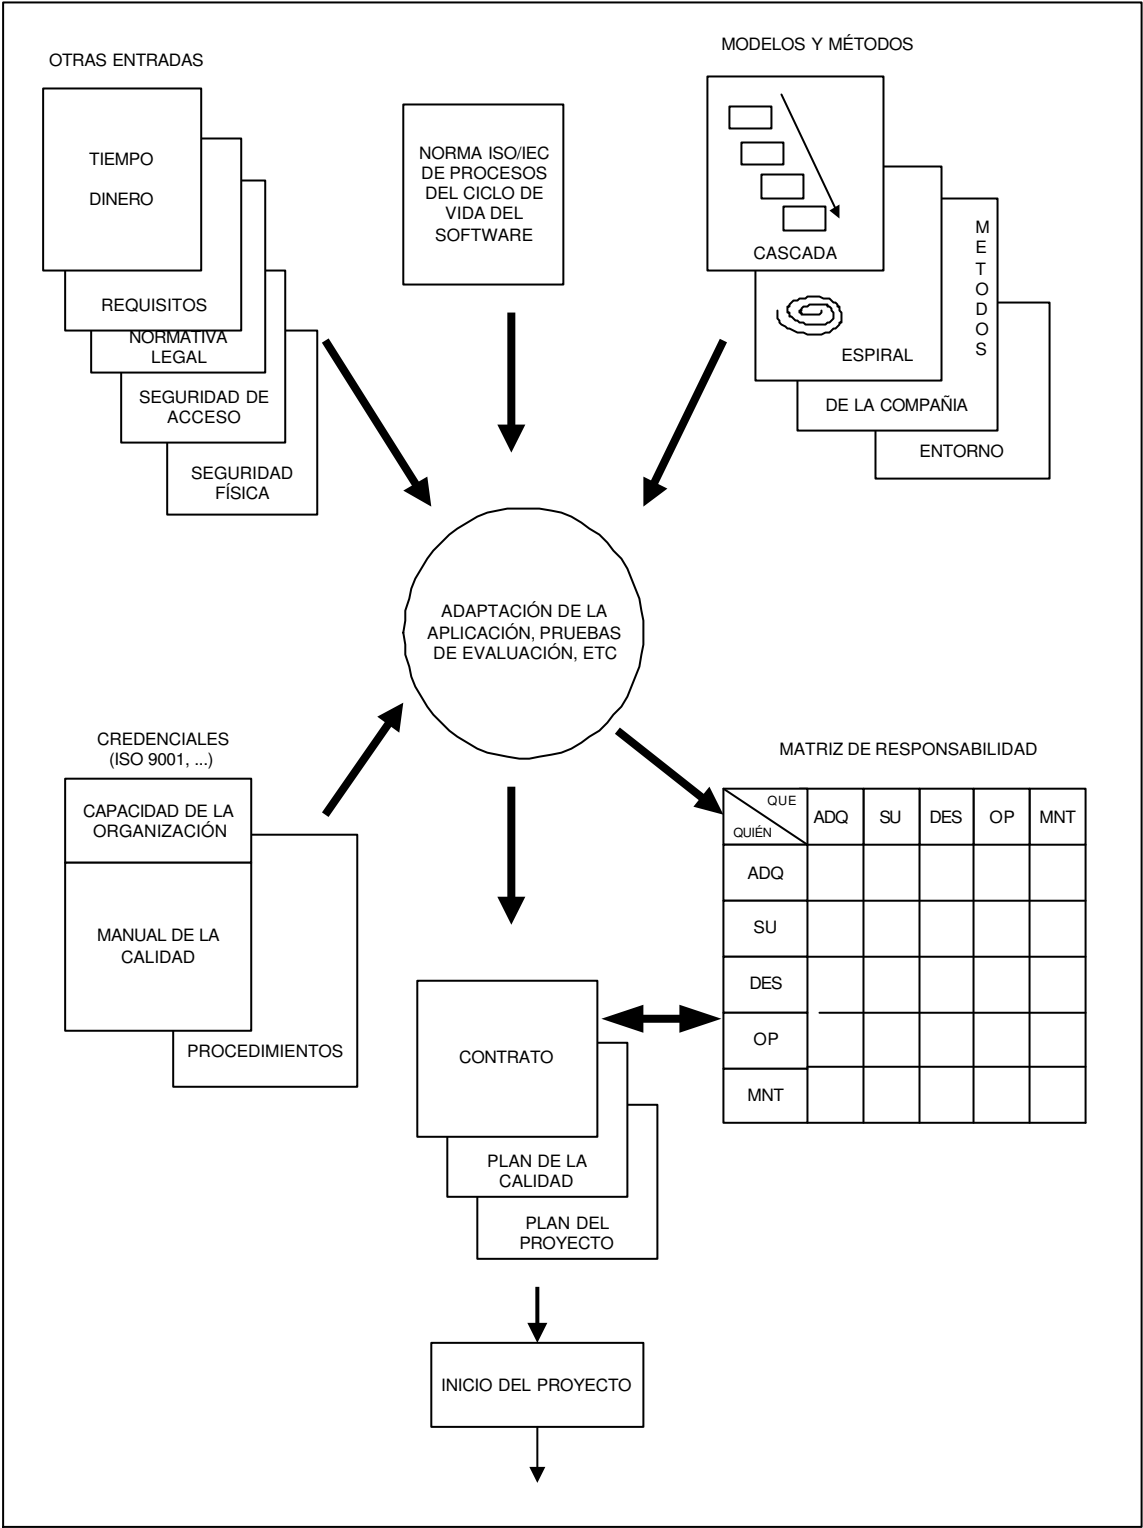 OTRAS ENTRADAS
TIEMPO
DINERO
REQUISITOS
NORMATIVA
LEGAL
SEGURIDAD DE
ACCESO
SEGURIDAD
FÍSICA
NORMA ISO/IEC
DE PROCESOS
DEL CICLO DE
VIDA DEL
SOFTWARE
MODELOS Y MÉTODOS
CASCADA
ESPIRAL
METODOS
DE LA COMPAÑIA
ENTORNO
ADAPTACIÓN DE LA
APLICACIÓN, PRUEBAS
DE EVALUACIÓN, ETC
CREDENCIALES
(ISO 9001, ...)
CAPACIDAD DE LA
ORGANIZACIÓN
MANUAL DE LA
CALIDAD
PROCEDIMIENTOS
MATRIZ DE RESPONSABILIDAD
QUE
QUIÉN
ADQ SU DES OP MNT
ADQ
SU
DES
OP
MNT
CONTRATO
PLAN DE LA
CALIDAD
PLAN DEL
PROYECTO
INICIO DEL PROYECTO